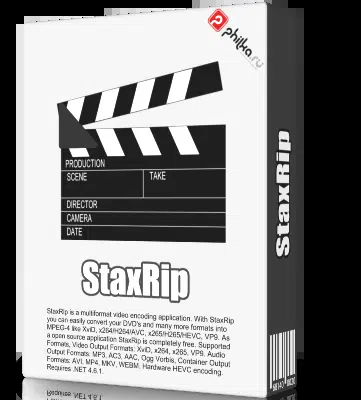 philka.ru
PRODUCTION
SCENE TAKE
DIRECTOR
CAMERA
DATE
StaxRip
StaxRip is a multiformat video encoding application. With StaxRip
you can easily convert your DVD's and many more formats into
MPEG-4 like XviD, x264/H264/AVC, x265/H265/HEVC, VP9. As
a open source application StaxRip is completely free. Supported
Formats, Video Output Formats: XviD, x264, x265, VP9. Audio
Output Formats, MP3, AC3, AAC, Ogg Vorbis, Container Output
Formats: AVI, MP4, MKV, WEBM. Hardware HEVC encoding.
Requires .NET 4.6.1.
StaxRip